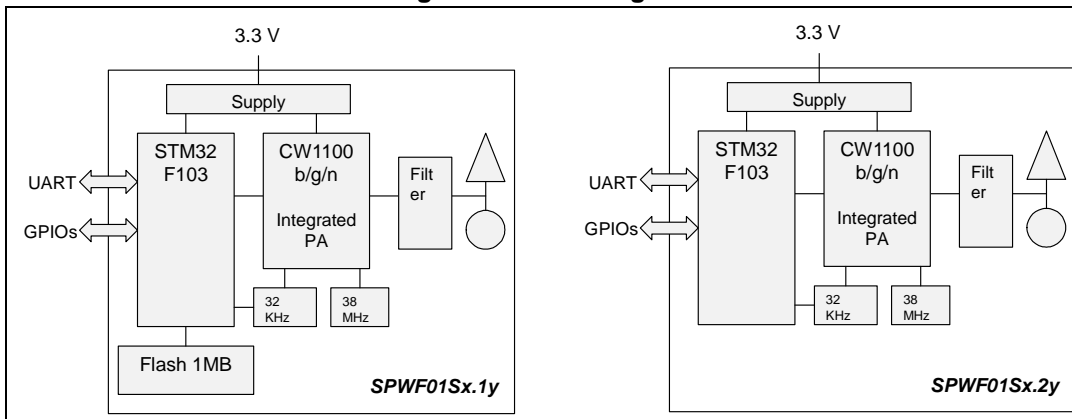 3.3 V
Supply
STM32
F103
CW1100
b/g/n
Integrated
PA
Filt
er
UART
GPIOs
32
KHz
38
MHz
Flash 1MB
SPWF01Sx.1y
3.3 V
Supply
STM32
F103
CW1100
b/g/n
Integrated
PA
Filt
er
UART
GPIOs
32
KHz
38
MHz
SPWF01Sx.2y